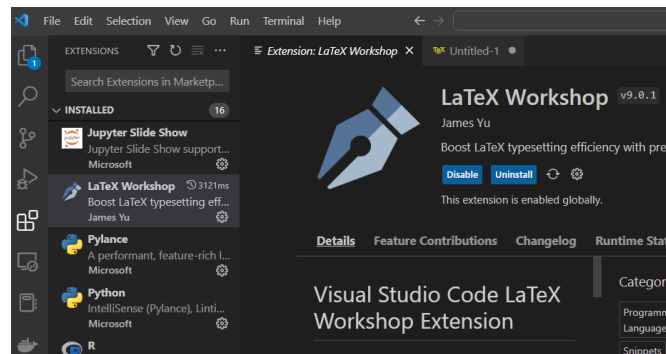 File Edit Selection View Go Run Terminal Help
EXTENSIONS
Extension: LaTeX Workshop
TEX Untitled-1
1
Search Extensions in Marketp...
INSTALLED 16
Jupyter Slide Show
Jupyter Slide Show support...
Microsoft
LaTeX Workshop 3121ms
Boost LaTeX typesetting eff...
James Yu
Pylance
A performant, feature-rich l...
Microsoft
Python
IntelliSense (Pylance), Linti...
Microsoft
R
LaTeX Workshop v9.0.1
James Yu
Boost LaTeX typesetting efficiency with pre
Disable Uninstall
This extension is enabled globally.
Details Feature Contributions Changelog Runtime Stat
Visual Studio Code LaTeX
Workshop Extension
Categor
Programm
Language
Snippets